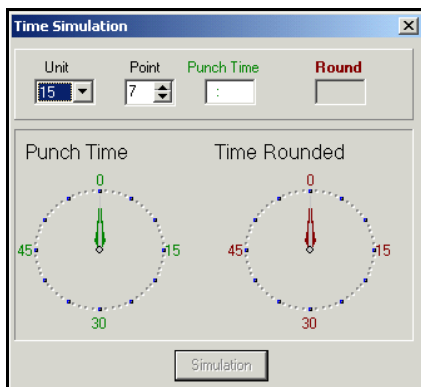 Time Simulation
Unit Point Punch Time Round
15 7 :
Punch Time Time Rounded
0 0
45 15 45 15
30 30
Simulation